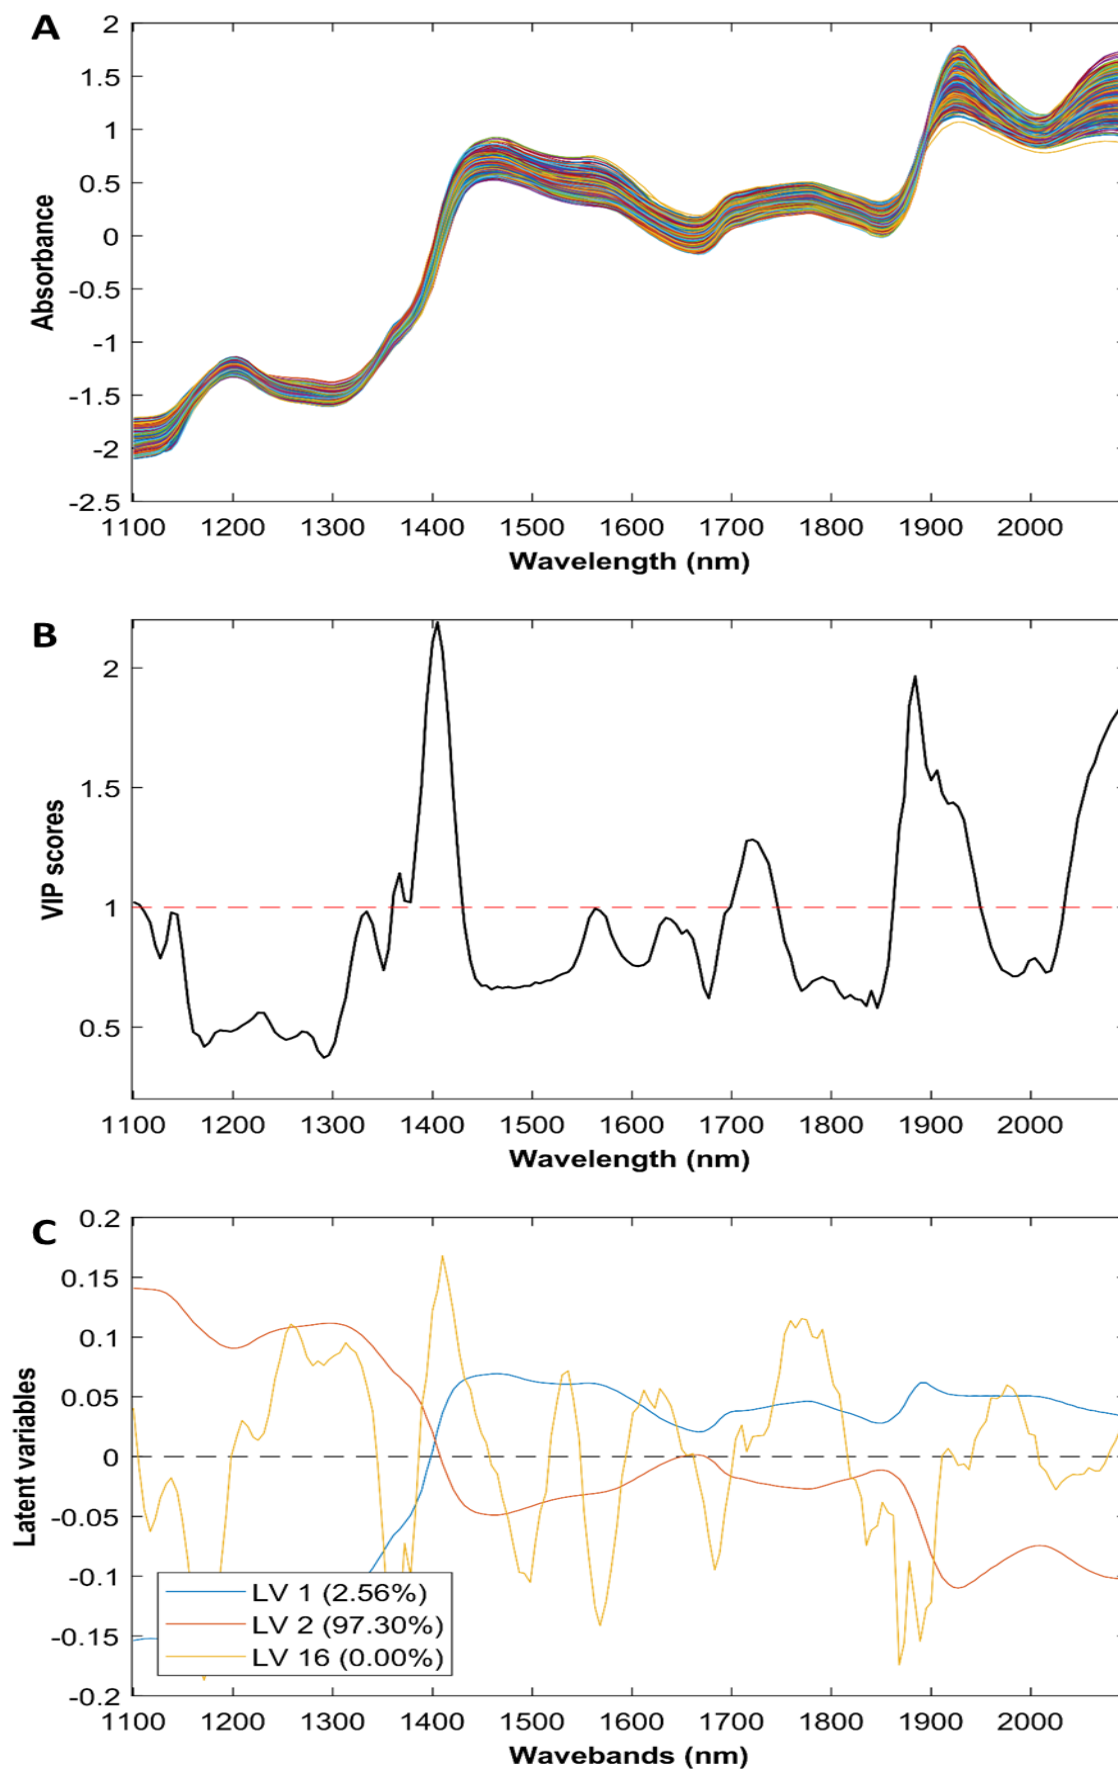 A
2
1.5
1
0.5
0
-0.5
-1
-1.5
-2
-2.5
Absorbance
1100 1200 1300 1400 1500 1600 1700 1800 1900 2000
Wavelength (nm)
B
2
1.5
1
0.5
VIP scores
1100 1200 1300 1400 1500 1600 1700 1800 1900 2000
Wavelength (nm)
C
0.2
0.15
0.1
0.05
0
-0.05
-0.1
-0.15
-0.2
Latent variables
LV 1 (2.56%)
LV 2 (97.30%)
LV 16 (0.00%)
1100 1200 1300 1400 1500 1600 1700 1800 1900 2000
Wavebands (nm)